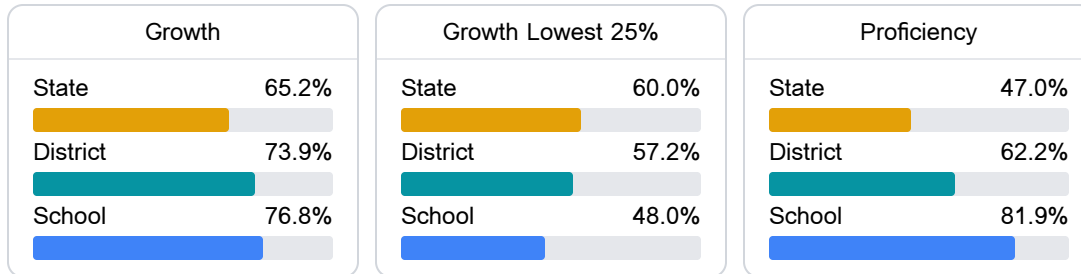 Growth
State 65.2%
District 73.9%
School 76.8%
Growth Lowest 25%
State 60.0%
District 57.2%
School 48.0%
Proficiency
State 47.0%
District 62.2%
School 81.9%